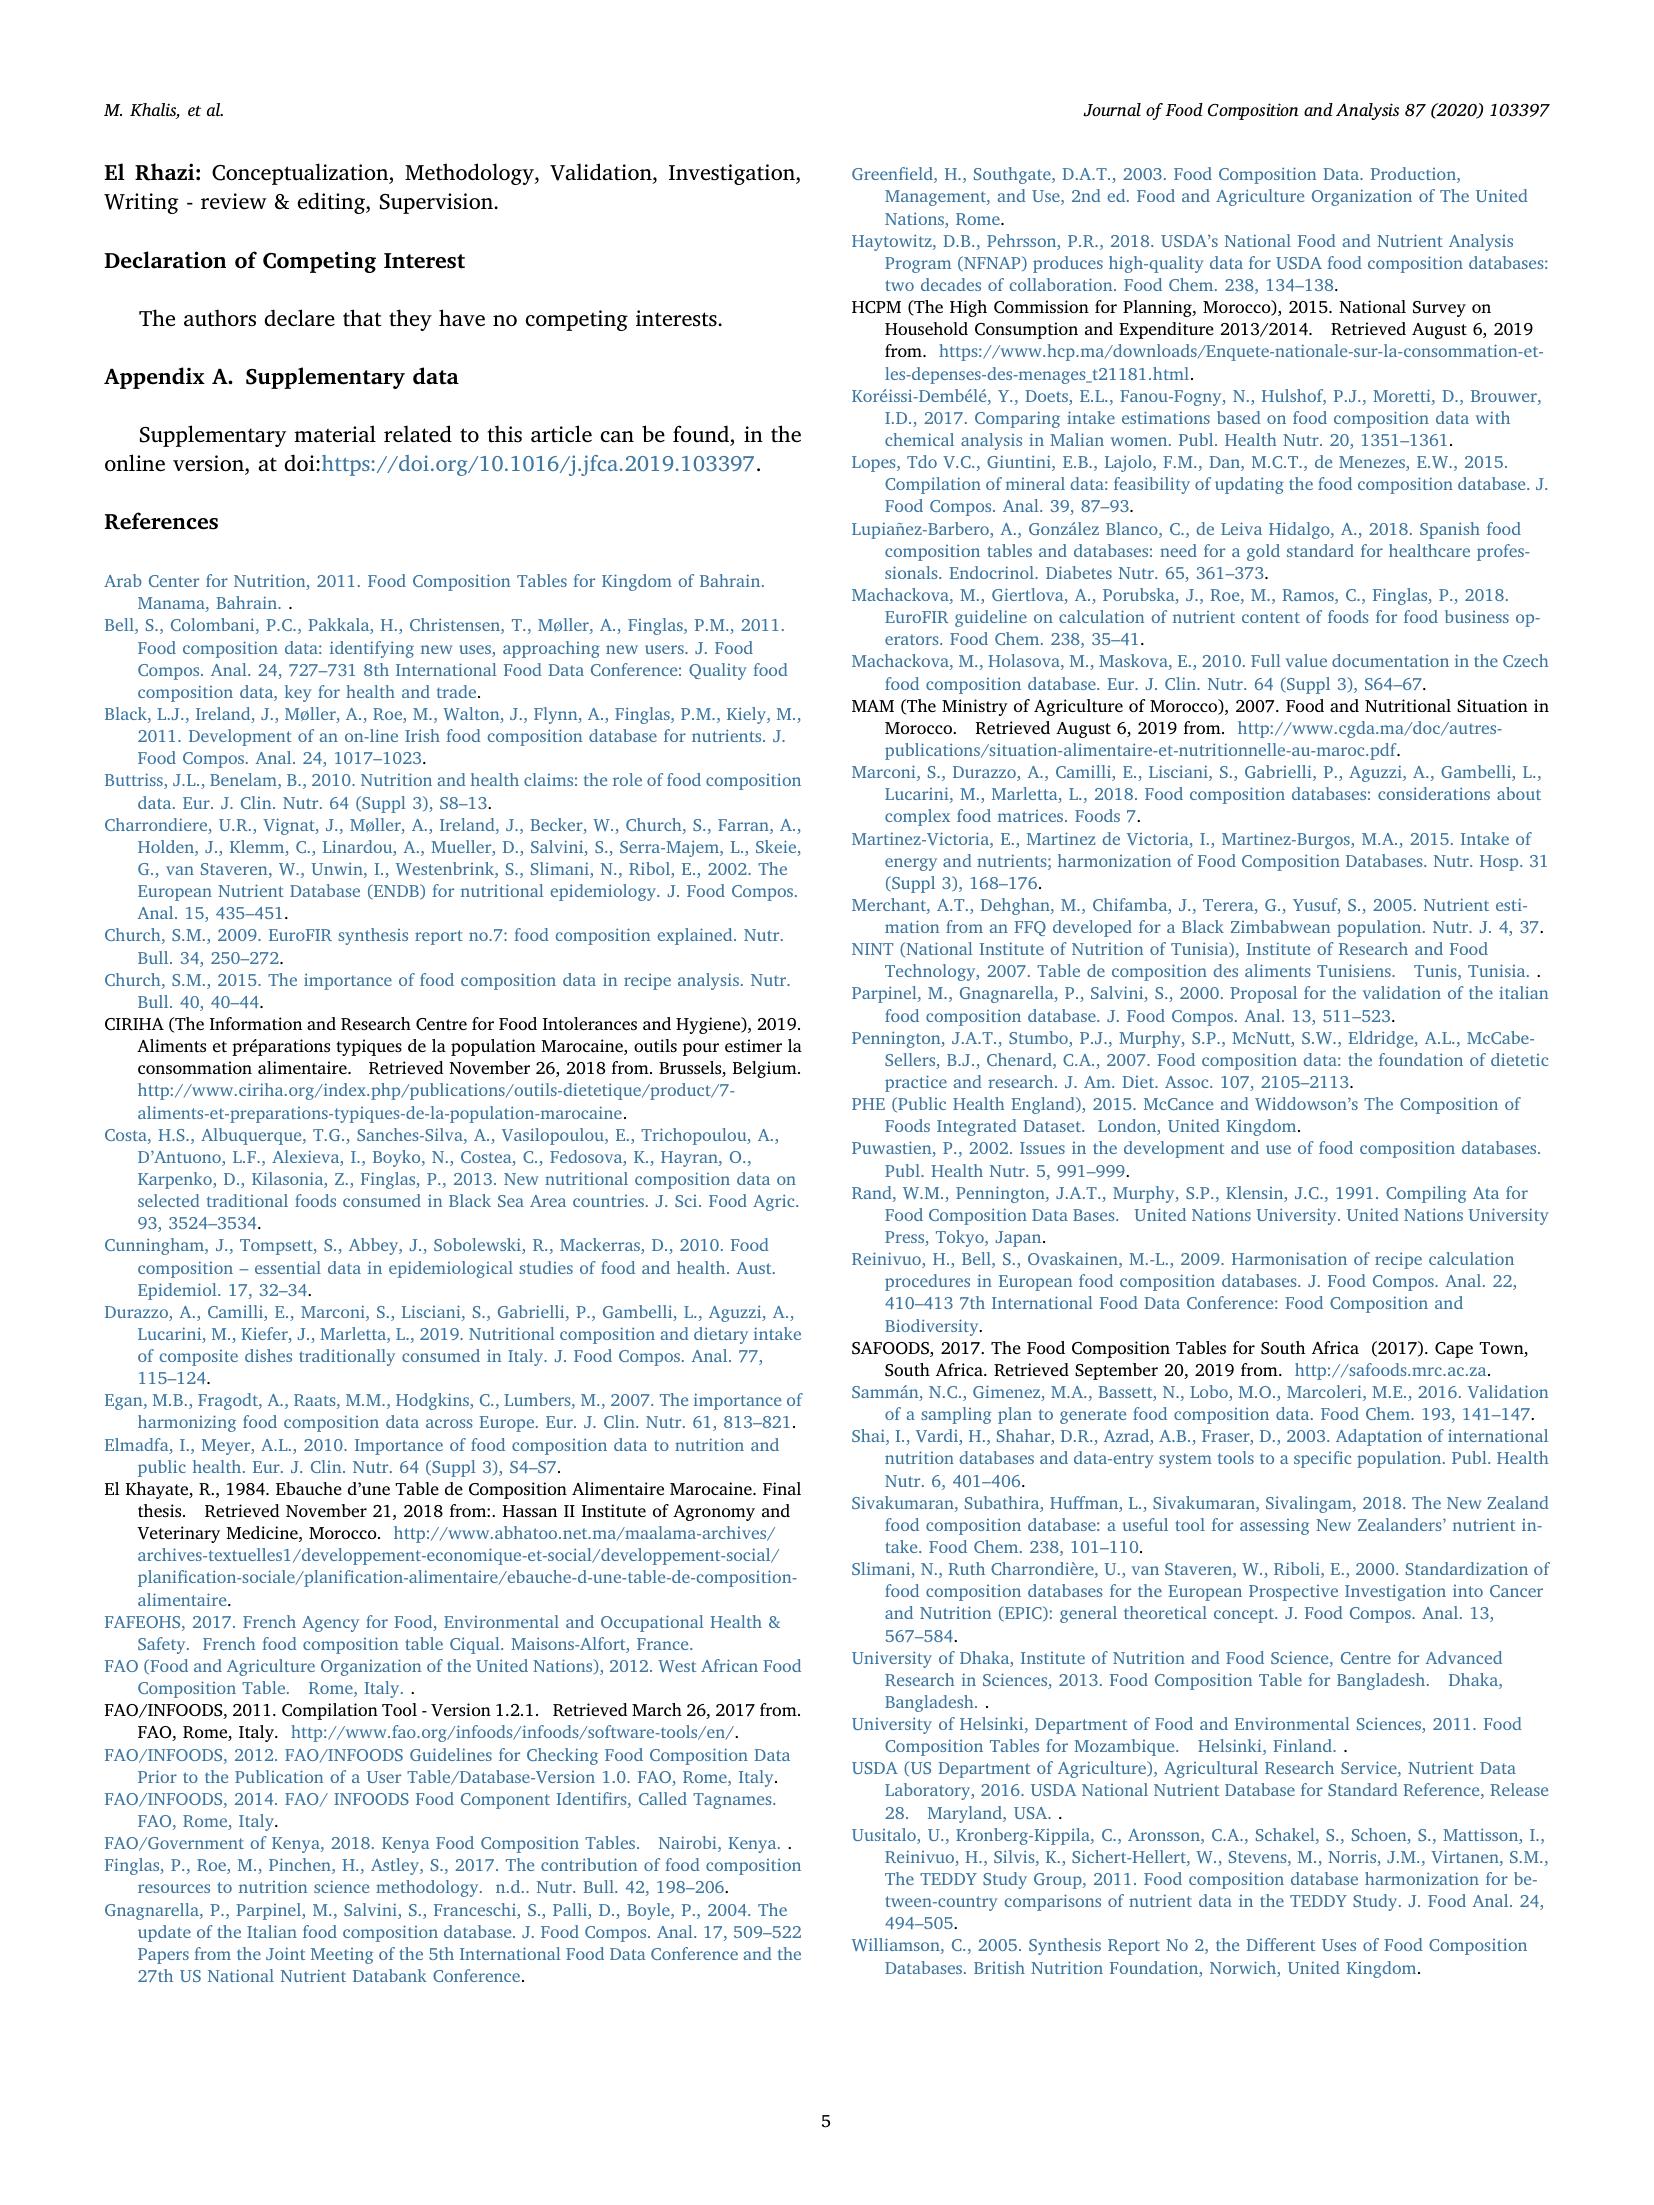 M. Khalis, et al.
Journal of Food Composition and Analysis 87 (2020) 103397
El Rhazi: Conceptualization, Methodology, Validation, Investigation,
Writing - review & editing, Supervision.
Declaration of Competing Interest
The authors declare that they have no competing interests.
Appendix A. Supplementary data
Supplementary material related to this article can be found, in the
online version, at doi:https://doi.org/10.1016/j.jfca.2019.103397.
References
Arab Center for Nutrition, 2011. Food Composition Tables for Kingdom of Bahrain.
Manama, Bahrain. .
Bell, S., Colombani, P.C., Pakkala, H., Christensen, T., Møller, A., Finglas, P.M., 2011.
Food composition data: identifying new uses, approaching new users. J. Food
Compos. Anal. 24, 727–731 8th International Food Data Conference: Quality food
composition data, key for health and trade.
Black, L.J., Ireland, J., Møller, A., Roe, M., Walton, J., Flynn, A., Finglas, P.M., Kiely, M.,
2011. Development of an on-line Irish food composition database for nutrients. J.
Food Compos. Anal. 24, 1017–1023.
Buttriss, J.L., Benelam, B., 2010. Nutrition and health claims: the role of food composition
data. Eur. J. Clin. Nutr. 64 (Suppl 3), S8–13.
Charrondiere, U.R., Vignat, J., Møller, A., Ireland, J., Becker, W., Church, S., Farran, A.,
Holden, J., Klemm, C., Linardou, A., Mueller, D., Salvini, S., Serra-Majem, L., Skeie,
G., van Staveren, W., Unwin, I., Westenbrink, S., Slimani, N., Ribol, E., 2002. The
European Nutrient Database (ENDB) for nutritional epidemiology. J. Food Compos.
Anal. 15, 435–451.
Church, S.M., 2009. EuroFIR synthesis report no.7: food composition explained. Nutr.
Bull. 34, 250–272.
Church, S.M., 2015. The importance of food composition data in recipe analysis. Nutr.
Bull. 40, 40–44.
CIRIHA (The Information and Research Centre for Food Intolerances and Hygiene), 2019.
Aliments et préparations typiques de la population Marocaine, outils pour estimer la
consommation alimentaire. Retrieved November 26, 2018 from. Brussels, Belgium.
http://www.ciriha.org/index.php/publications/outils-dietetique/product/7-
aliments-et-preparations-typiques-de-la-population-marocaine.
Costa, H.S., Albuquerque, T.G., Sanches-Silva, A., Vasilopoulou, E., Trichopoulou, A.,
D’Antuono, L.F., Alexieva, I., Boyko, N., Costea, C., Fedosova, K., Hayran, O.,
Karpenko, D., Kilasonia, Z., Finglas, P., 2013. New nutritional composition data on
selected traditional foods consumed in Black Sea Area countries. J. Sci. Food Agric.
93, 3524–3534.
Cunningham, J., Tompsett, S., Abbey, J., Sobolewski, R., Mackerras, D., 2010. Food
composition – essential data in epidemiological studies of food and health. Aust.
Epidemiol. 17, 32–34.
Durazzo, A., Camilli, E., Marconi, S., Lisciani, S., Gabrielli, P., Gambelli, L., Aguzzi, A.,
Lucarini, M., Kiefer, J., Marletta, L., 2019. Nutritional composition and dietary intake
of composite dishes traditionally consumed in Italy. J. Food Compos. Anal. 77,
115–124.
Egan, M.B., Fragodt, A., Raats, M.M., Hodgkins, C., Lumbers, M., 2007. The importance of
harmonizing food composition data across Europe. Eur. J. Clin. Nutr. 61, 813–821.
Elmadfa, I., Meyer, A.L., 2010. Importance of food composition data to nutrition and
public health. Eur. J. Clin. Nutr. 64 (Suppl 3), S4–S7.
El Khayate, R., 1984. Ebauche d’une Table de Composition Alimentaire Marocaine. Final
thesis. Retrieved November 21, 2018 from:. Hassan II Institute of Agronomy and
Veterinary Medicine, Morocco. http://www.abhatoo.net.ma/maalama-archives/
archives-textuelles1/developpement-economique-et-social/developpement-social/
planification-sociale/planification-alimentaire/ebauche-d-une-table-de-composition-
alimentaire.
FAFEOHS, 2017. French Agency for Food, Environmental and Occupational Health &
Safety. French food composition table Ciqual. Maisons-Alfort, France.
FAO (Food and Agriculture Organization of the United Nations), 2012. West African Food
Composition Table. Rome, Italy. .
FAO/INFOODS, 2011. Compilation Tool - Version 1.2.1. Retrieved March 26, 2017 from.
FAO, Rome, Italy. http://www.fao.org/infoods/infoods/software-tools/en/.
FAO/INFOODS, 2012. FAO/INFOODS Guidelines for Checking Food Composition Data
Prior to the Publication of a User Table/Database-Version 1.0. FAO, Rome, Italy.
FAO/INFOODS, 2014. FAO/ INFOODS Food Component Identifirs, Called Tagnames.
FAO, Rome, Italy.
FAO/Government of Kenya, 2018. Kenya Food Composition Tables. Nairobi, Kenya. .
Finglas, P., Roe, M., Pinchen, H., Astley, S., 2017. The contribution of food composition
resources to nutrition science methodology. n.d.. Nutr. Bull. 42, 198–206.
Gnagnarella, P., Parpinel, M., Salvini, S., Franceschi, S., Palli, D., Boyle, P., 2004. The
update of the Italian food composition database. J. Food Compos. Anal. 17, 509–522
Papers from the Joint Meeting of the 5th International Food Data Conference and the
27th US National Nutrient Databank Conference.
Greenfield, H., Southgate, D.A.T., 2003. Food Composition Data. Production,
Management, and Use, 2nd ed. Food and Agriculture Organization of The United
Nations, Rome.
Haytowitz, D.B., Pehrsson, P.R., 2018. USDA’s National Food and Nutrient Analysis
Program (NFNAP) produces high-quality data for USDA food composition databases:
two decades of collaboration. Food Chem. 238, 134–138.
HCPM (The High Commission for Planning, Morocco), 2015. National Survey on
Household Consumption and Expenditure 2013/2014. Retrieved August 6, 2019
from. https://www.hcp.ma/downloads/Enquete-nationale-sur-la-consommation-et-
les-depenses-des-menages_t21181.html.
Koréissi-Dembélé, Y., Doets, E.L., Fanou-Fogny, N., Hulshof, P.J., Moretti, D., Brouwer,
I.D., 2017. Comparing intake estimations based on food composition data with
chemical analysis in Malian women. Publ. Health Nutr. 20, 1351–1361.
Lopes, Tdo V.C., Giuntini, E.B., Lajolo, F.M., Dan, M.C.T., de Menezes, E.W., 2015.
Compilation of mineral data: feasibility of updating the food composition database. J.
Food Compos. Anal. 39, 87–93.
Lupiañez-Barbero, A., González Blanco, C., de Leiva Hidalgo, A., 2018. Spanish food
composition tables and databases: need for a gold standard for healthcare profes-
sionals. Endocrinol. Diabetes Nutr. 65, 361–373.
Machackova, M., Giertlova, A., Porubska, J., Roe, M., Ramos, C., Finglas, P., 2018.
EuroFIR guideline on calculation of nutrient content of foods for food business op-
erators. Food Chem. 238, 35–41.
Machackova, M., Holasova, M., Maskova, E., 2010. Full value documentation in the Czech
food composition database. Eur. J. Clin. Nutr. 64 (Suppl 3), S64–67.
MAM (The Ministry of Agriculture of Morocco), 2007. Food and Nutritional Situation in
Morocco. Retrieved August 6, 2019 from. http://www.cgda.ma/doc/autres-
publications/situation-alimentaire-et-nutritionnelle-au-maroc.pdf.
Marconi, S., Durazzo, A., Camilli, E., Lisciani, S., Gabrielli, P., Aguzzi, A., Gambelli, L.,
Lucarini, M., Marletta, L., 2018. Food composition databases: considerations about
complex food matrices. Foods 7.
Martinez-Victoria, E., Martinez de Victoria, I., Martinez-Burgos, M.A., 2015. Intake of
energy and nutrients; harmonization of Food Composition Databases. Nutr. Hosp. 31
(Suppl 3), 168–176.
Merchant, A.T., Dehghan, M., Chifamba, J., Terera, G., Yusuf, S., 2005. Nutrient esti-
mation from an FFQ developed for a Black Zimbabwean population. Nutr. J. 4, 37.
NINT (National Institute of Nutrition of Tunisia), Institute of Research and Food
Technology, 2007. Table de composition des aliments Tunisiens. Tunis, Tunisia. .
Parpinel, M., Gnagnarella, P., Salvini, S., 2000. Proposal for the validation of the italian
food composition database. J. Food Compos. Anal. 13, 511–523.
Pennington, J.A.T., Stumbo, P.J., Murphy, S.P., McNutt, S.W., Eldridge, A.L., McCabe-
Sellers, B.J., Chenard, C.A., 2007. Food composition data: the foundation of dietetic
practice and research. J. Am. Diet. Assoc. 107, 2105–2113.
PHE (Public Health England), 2015. McCance and Widdowson’s The Composition of
Foods Integrated Dataset. London, United Kingdom.
Puwastien, P., 2002. Issues in the development and use of food composition databases.
Publ. Health Nutr. 5, 991–999.
Rand, W.M., Pennington, J.A.T., Murphy, S.P., Klensin, J.C., 1991. Compiling Ata for
Food Composition Data Bases. United Nations University. United Nations University
Press, Tokyo, Japan.
Reinivuo, H., Bell, S., Ovaskainen, M.-L., 2009. Harmonisation of recipe calculation
procedures in European food composition databases. J. Food Compos. Anal. 22,
410–413 7th International Food Data Conference: Food Composition and
Biodiversity.
SAFOODS, 2017. The Food Composition Tables for South Africa (2017). Cape Town,
South Africa. Retrieved September 20, 2019 from. http://safoods.mrc.ac.za.
Sammán, N.C., Gimenez, M.A., Bassett, N., Lobo, M.O., Marcoleri, M.E., 2016. Validation
of a sampling plan to generate food composition data. Food Chem. 193, 141–147.
Shai, I., Vardi, H., Shahar, D.R., Azrad, A.B., Fraser, D., 2003. Adaptation of international
nutrition databases and data-entry system tools to a specific population. Publ. Health
Nutr. 6, 401–406.
Sivakumaran, Subathira, Huffman, L., Sivakumaran, Sivalingam, 2018. The New Zealand
food composition database: a useful tool for assessing New Zealanders’ nutrient in-
take. Food Chem. 238, 101–110.
Slimani, N., Ruth Charrondière, U., van Staveren, W., Riboli, E., 2000. Standardization of
food composition databases for the European Prospective Investigation into Cancer
and Nutrition (EPIC): general theoretical concept. J. Food Compos. Anal. 13,
567–584.
University of Dhaka, Institute of Nutrition and Food Science, Centre for Advanced
Research in Sciences, 2013. Food Composition Table for Bangladesh. Dhaka,
Bangladesh. .
University of Helsinki, Department of Food and Environmental Sciences, 2011. Food
Composition Tables for Mozambique. Helsinki, Finland. .
USDA (US Department of Agriculture), Agricultural Research Service, Nutrient Data
Laboratory, 2016. USDA National Nutrient Database for Standard Reference, Release
28. Maryland, USA. .
Uusitalo, U., Kronberg-Kippila, C., Aronsson, C.A., Schakel, S., Schoen, S., Mattisson, I.,
Reinivuo, H., Silvis, K., Sichert-Hellert, W., Stevens, M., Norris, J.M., Virtanen, S.M.,
The TEDDY Study Group, 2011. Food composition database harmonization for be-
tween-country comparisons of nutrient data in the TEDDY Study. J. Food Anal. 24,
494–505.
Williamson, C., 2005. Synthesis Report No 2, the Different Uses of Food Composition
Databases. British Nutrition Foundation, Norwich, United Kingdom.
5